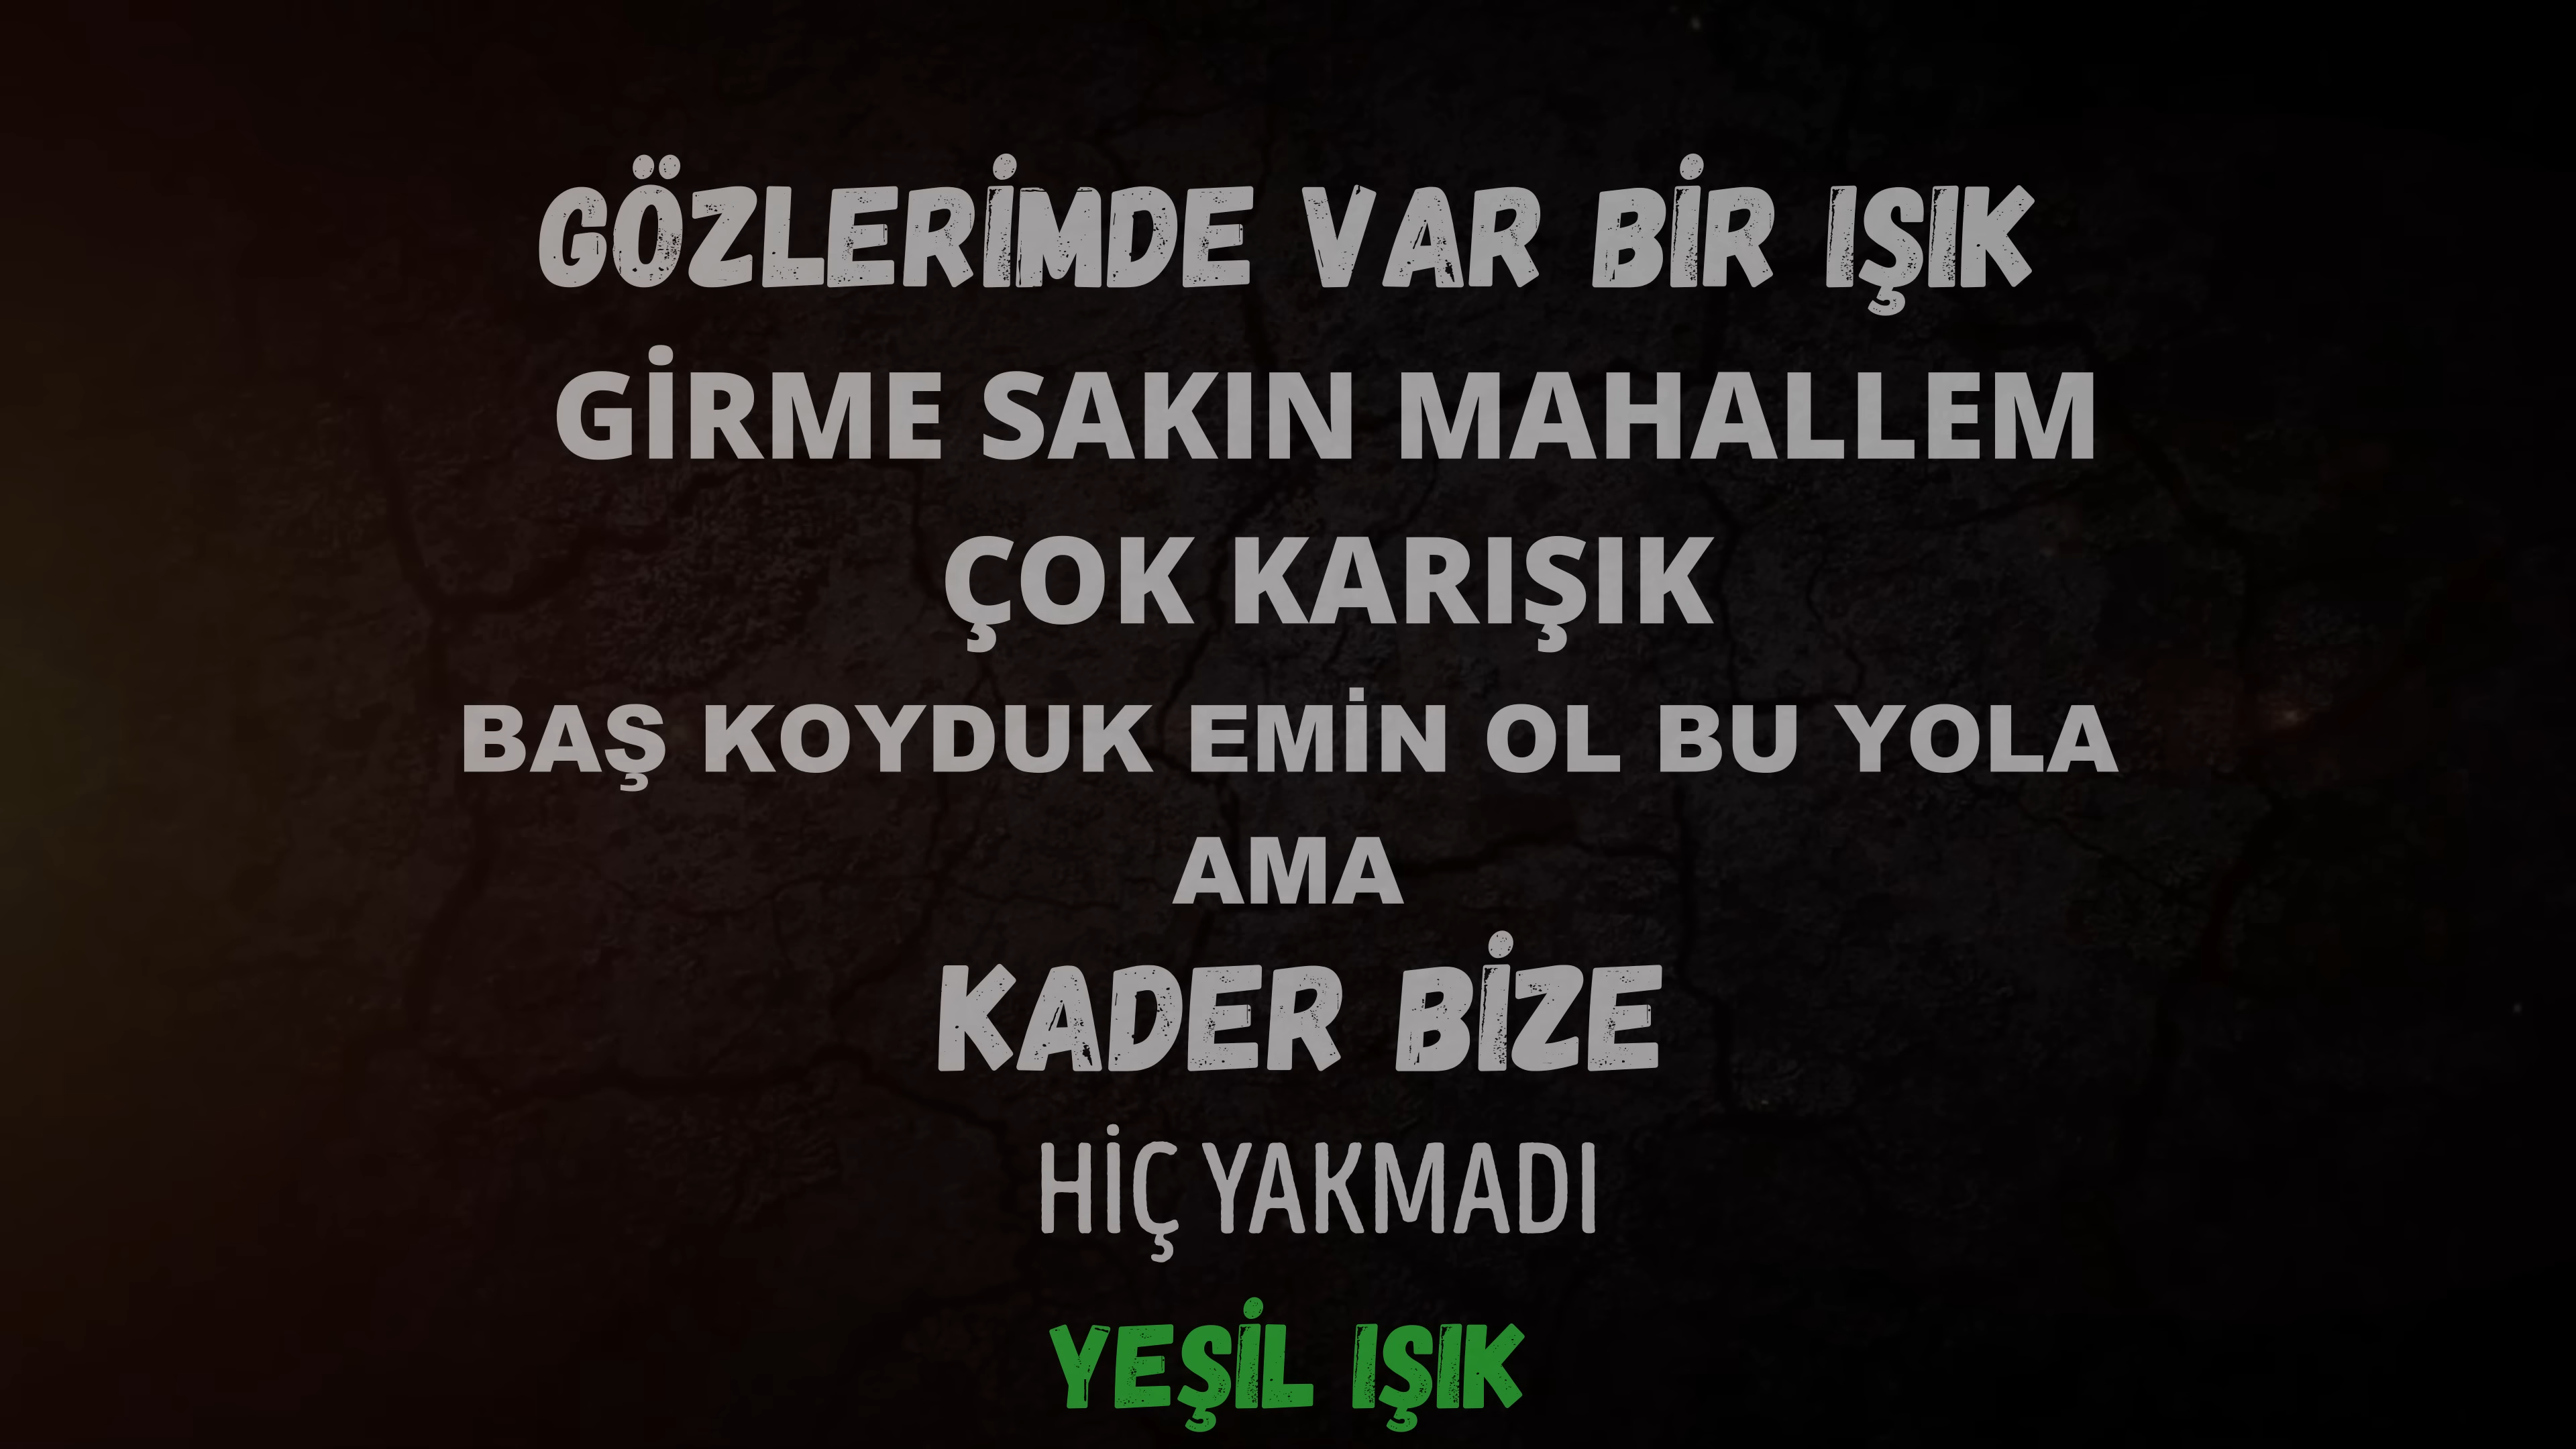 GÖZLERİMDE VAR BİR IŞIK
GİRME SAKIN MAHALLEM
ÇOK KARIŞIK
BAŞ KOYDUK EMİN OL BU YOLA
AMA
KADER BİZE
HİÇ YAKMADI
YEŞİL IŞIK